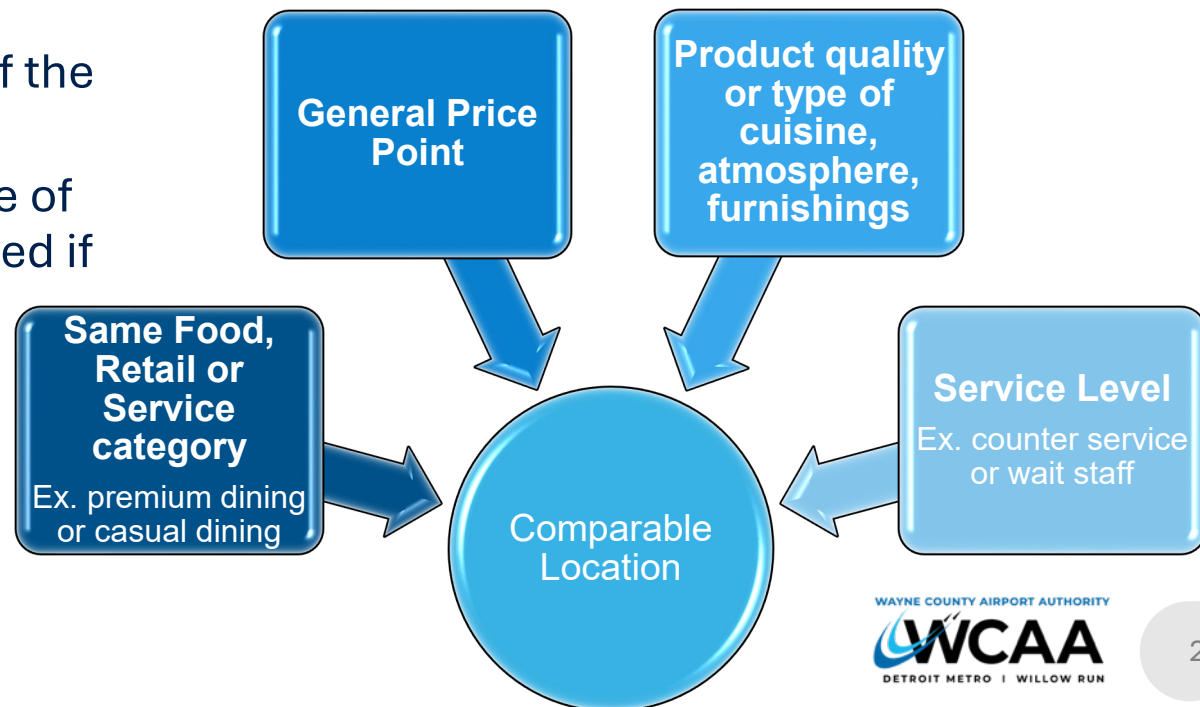 f the
e of
ed if
General Price
Point
Product quality
or type of
cuisine,
atmosphere,
furnishings
Same Food,
Retail or
Service
category
Ex. premium dining
or casual dining
Service Level
Ex. counter service
or wait staff
Comparable
Location
WAYNE COUNTY AIRPORT AUTHORITY
WCAA
DETROIT METRO | WILLOW RUN
2